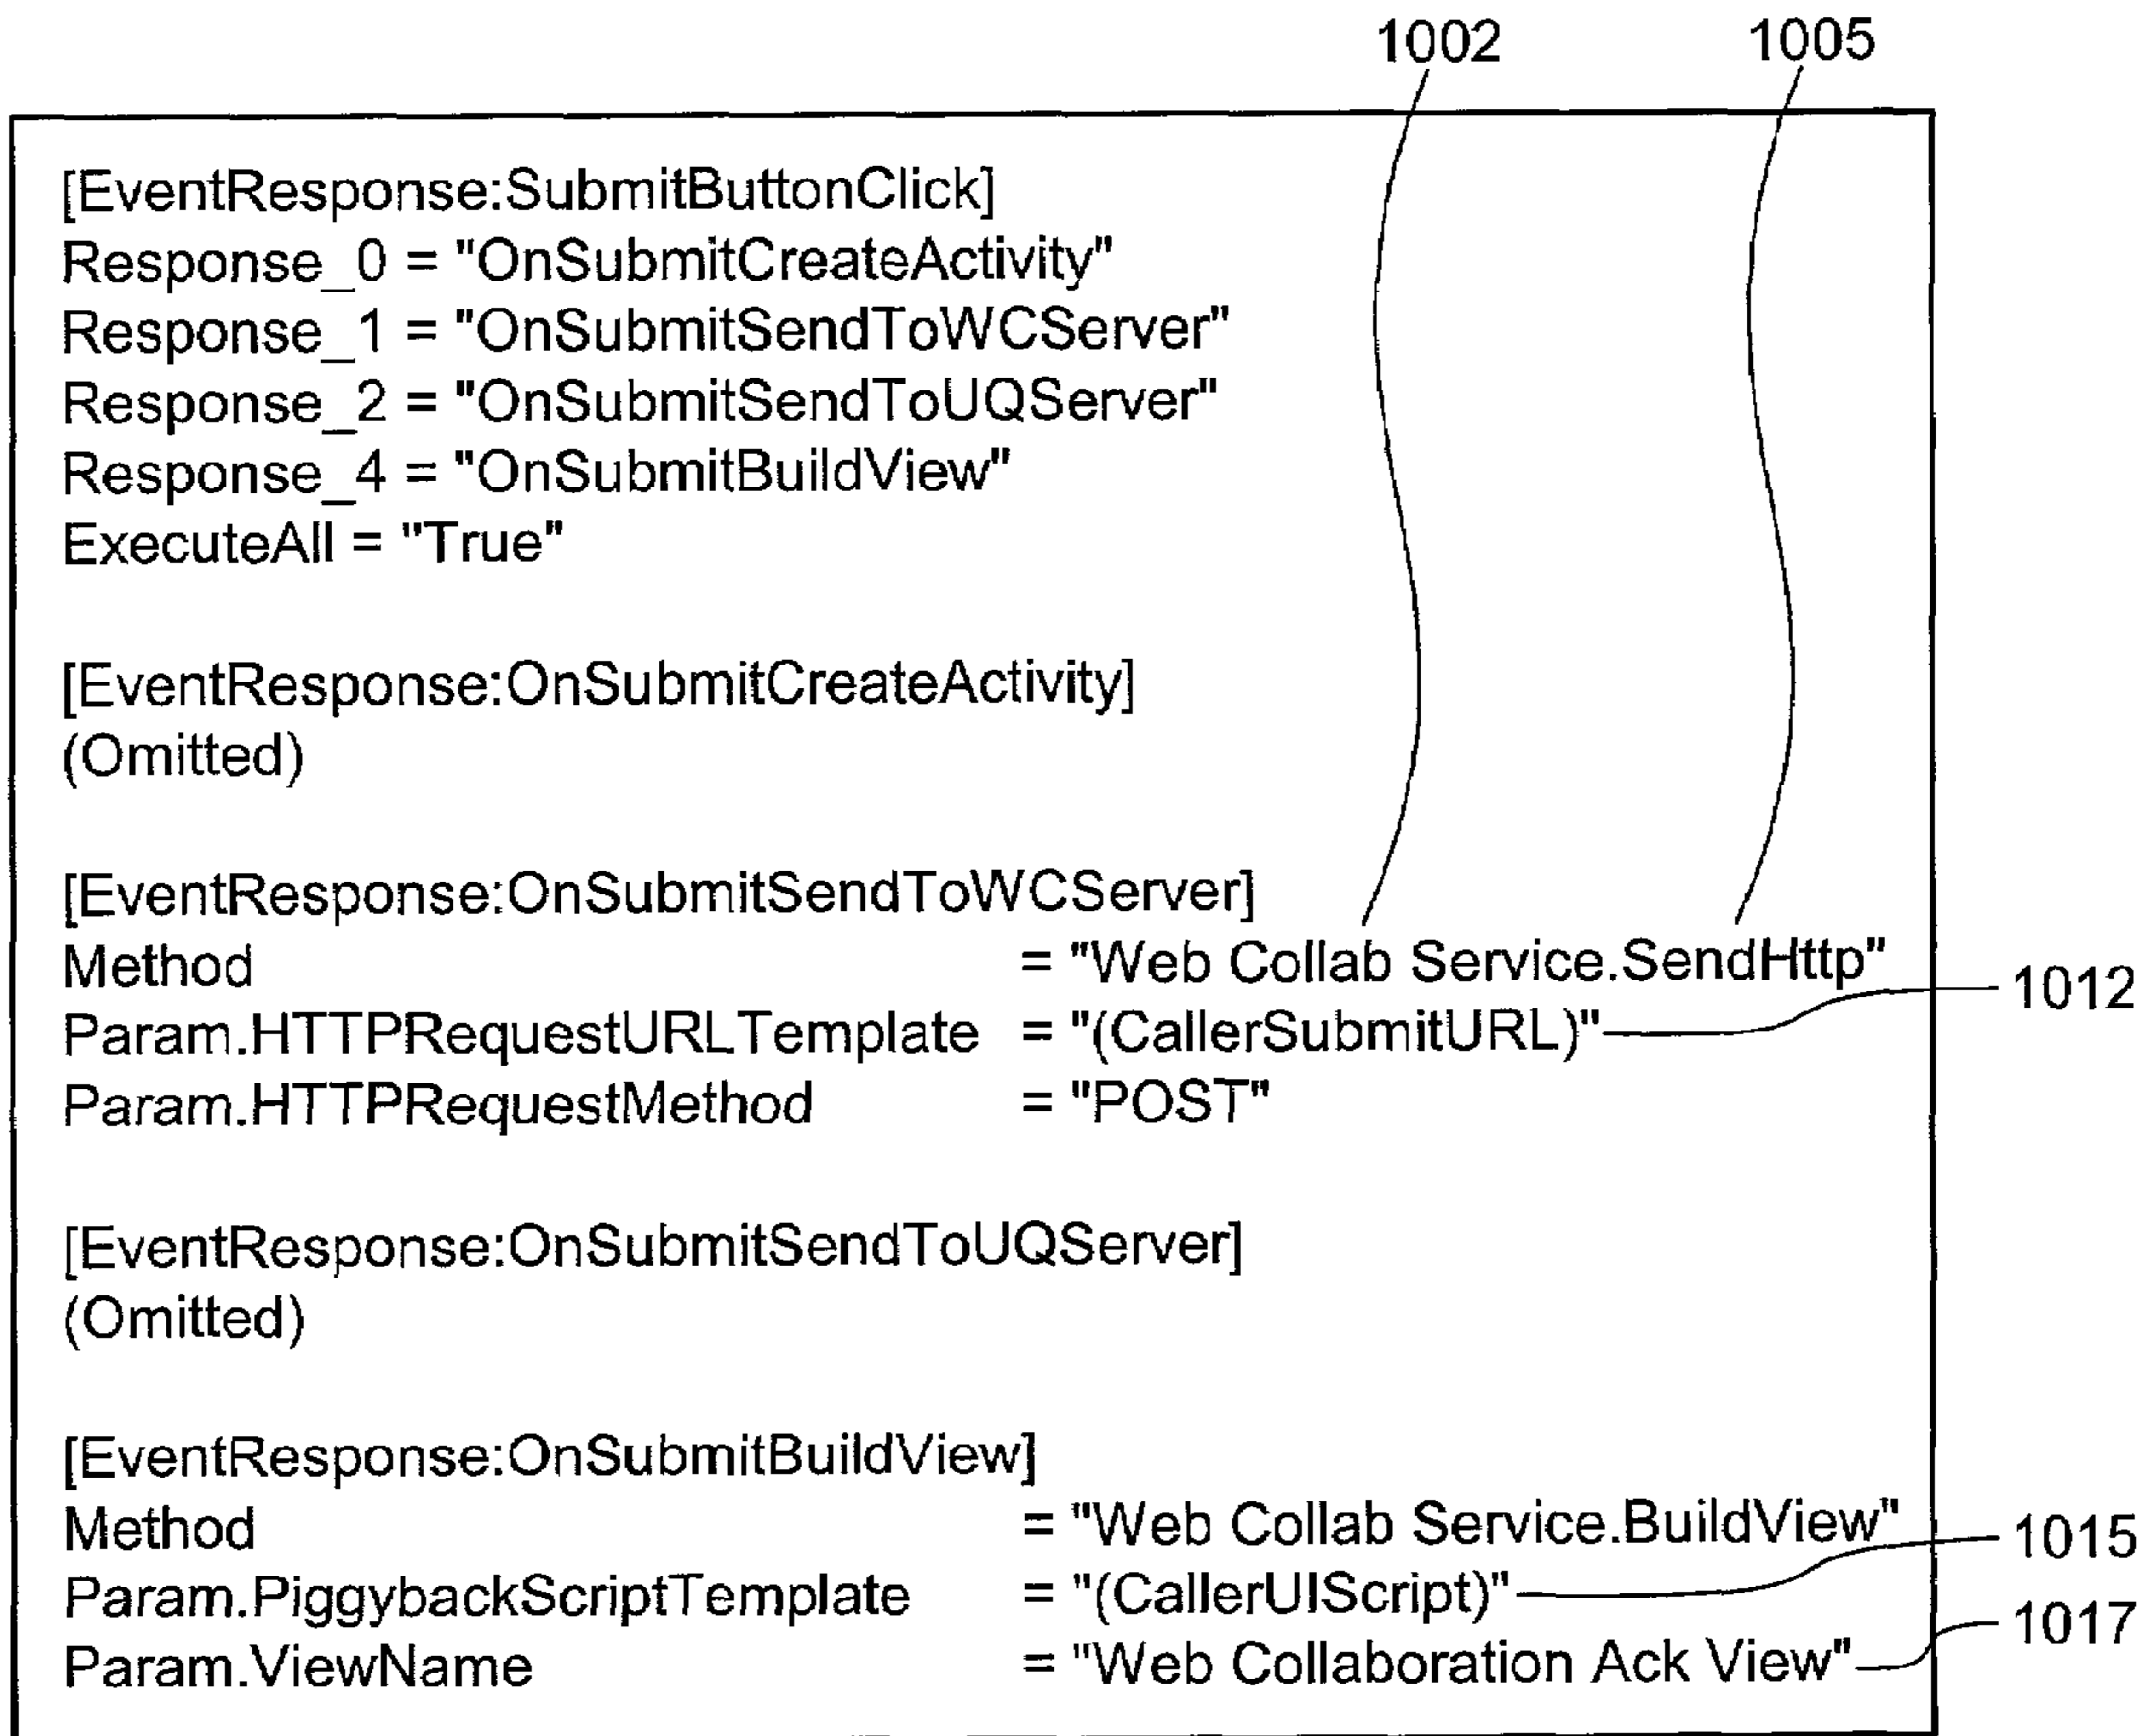 1002 1005
[EventResponse:SubmitButtonClick]
Response_0 = "OnSubmitCreateActivity"
Response_1 = "OnSubmitSendToWCServer"
Response_2 = "OnSubmitSendToUQServer"
Response_4 = "OnSubmitBuildView"
ExecuteAll = "True"
[EventResponse:OnSubmitCreateActivity]
(Omitted)
[EventResponse:OnSubmitSendToWCServer]
Method = "Web Collab Service.SendHttp"
1012
Param.HTTPRequestURLTemplate = "(CallerSubmitURL)"
Param.HTTPRequestMethod = "POST"
[EventResponse:OnSubmitSendToUQServer]
(Omitted)
[EventResponse:OnSubmitBuildView]
Method = "Web Collab Service.BuildView"
1015
Param.PiggybackScriptTemplate = "(CallerUIScript)"
1017
Param.ViewName = "Web Collaboration Ack View"